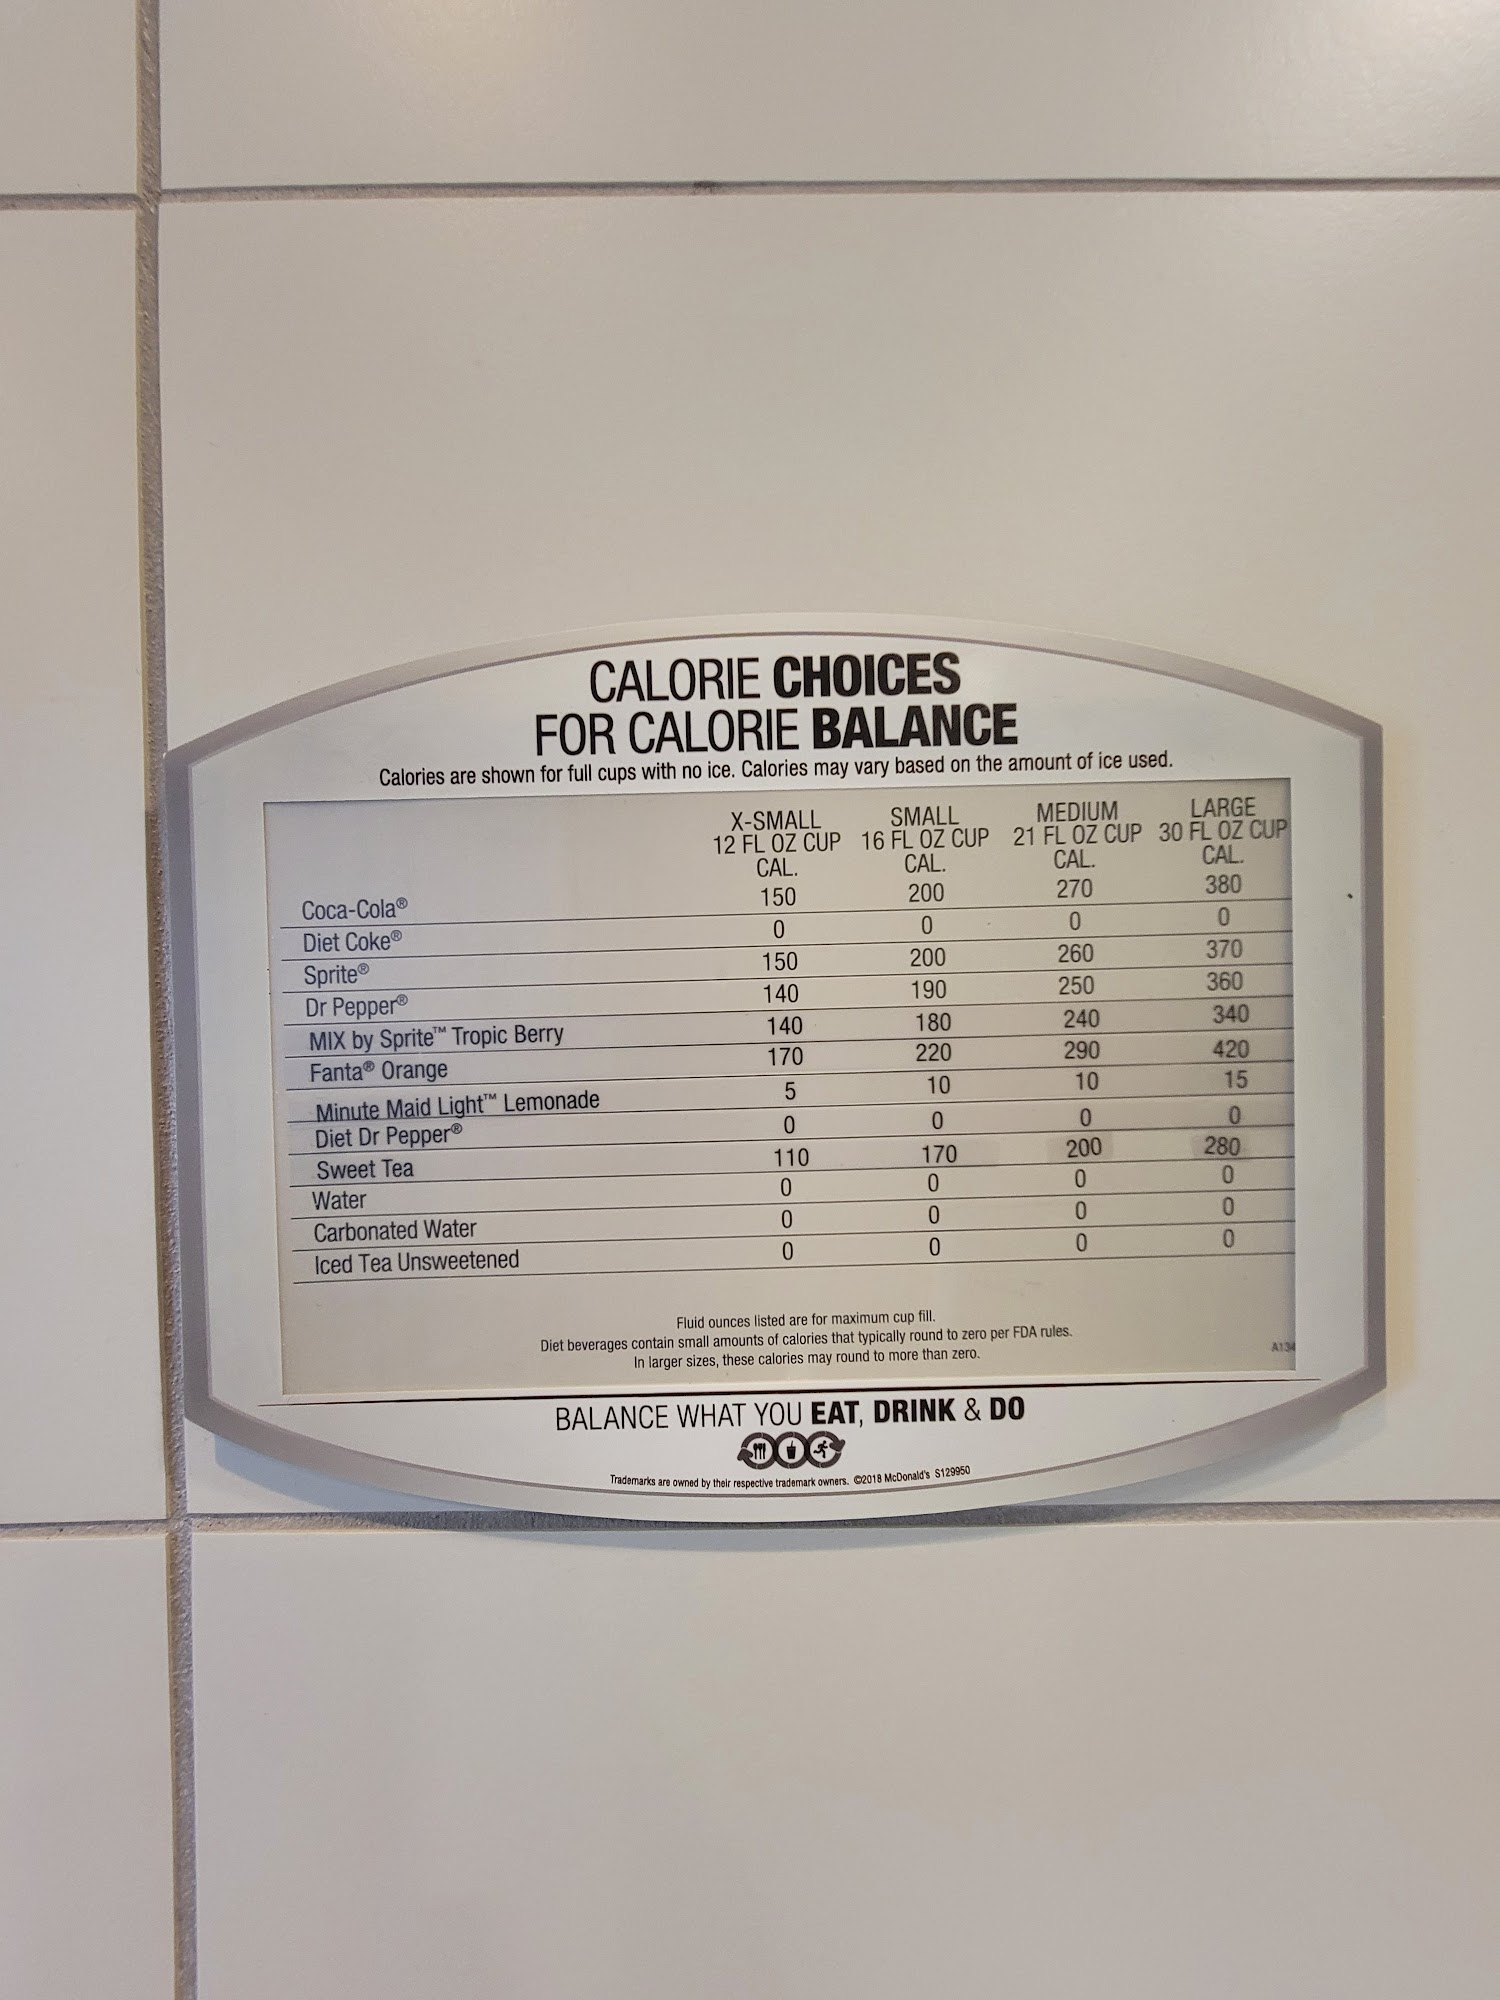 CALORIE CHOICES
FOR CALORIE BALANCE
Calories are shown for full cups with no ice. Calories may vary based on the amount of ice used.
X-SMALL SMALL MEDIUM LARGE
12 FL OZ CUP 16 FL OZ CUP 21 FL OZ CUP 30 FL OZ CUP
CAL. CAL. CAL. CAL.
Coca-Cola® 150 200 270 380
Diet Coke® 0 0 0 0
Sprite® 150 200 260 370
Dr Pepper® 140 190 250 360
MIX by Sprite™ Tropic Berry 140 180 240 340
Fanta® Orange 170 220 290 420
Minute Maid Light™ Lemonade 5 10 10 15
Diet Dr Pepper® 0 0 0 0
Sweet Tea 110 170 200 280
Water 0 0 0 0
Carbonated Water 0 0 0 0
Iced Tea Unsweetened 0 0 0 0
Fluid ounces listed are for maximum cup fill.
Diet beverages contain small amounts of calories that typically round to zero per FDA rules.
In larger sizes, these calories may round to more than zero.
A134
BALANCE WHAT YOU EAT, DRINK & DO
Trademarks are owned by their respective trademark owners. ©2018 McDonald's S129950